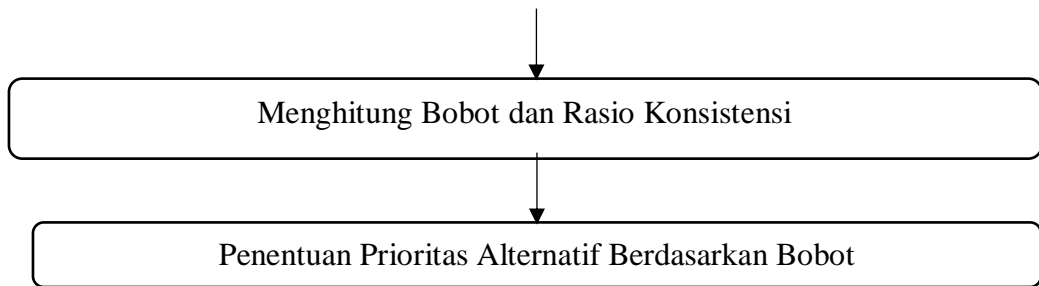 Menghitung Bobot dan Rasio Konsistensi
Penentuan Prioritas Alternatif Berdasarkan Bobot